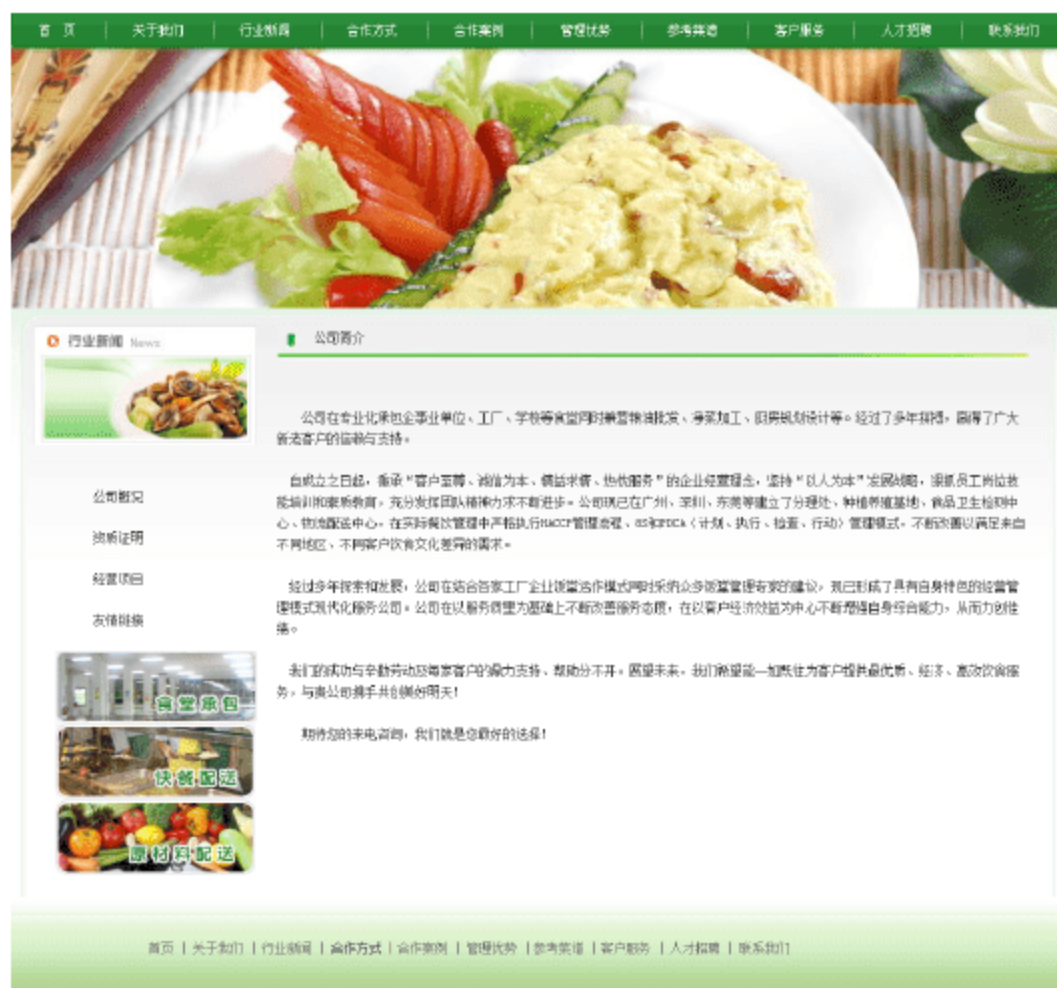 首 页 关于我们 行业新闻 合作方式 合作案例 管理优势 参考菜谱 客户服务 人才招聘 联系我们
行业新闻 News
公司简介
公司在专业化承包企事业单位、工厂、学校等食堂同时兼营粮油批发、净菜加工、厨房规划设计等。经过了多年拼搏,赢得了广大
新老客户的信赖与支持。
自成立之日起,秉承“客户至尊、诚信为本、精益求精、热忱服务”的企业经营理念,坚持“以人为本”发展战略,狠抓员工岗位技
能培训和素质教育,充分发挥团队精神力求不断进步。公司现已在广州、深圳、东莞等建立了分理处、种植养殖基地、食品卫生检测中
心、物流配送中心。在实际餐饮管理中严格执行HACCP管理流程、6S和PDCA(计划、执行、检查、行动)管理模式。不断改善以满足来自
不同地区、不同客户饮食文化差异的需求。
经过多年探索和发展,公司在结合各家工厂企业饭堂运作模式同时采纳众多饭堂管理专家的建议,现已形成了具有自身特色的经营管
理模式现代化服务公司。公司在以服务质量为基础上不断改善服务态度,在以客户经济效益为中心不断增强自身综合能力,从而力创佳
绩。
我们的成功与辛勤劳动及每家客户的鼎力支持、帮助分不开。展望未来,我们希望能一如既往为客户提供最优质、经济、高效饮食服
务,与贵公司携手共创美好明天!
期待您的来电咨询,我们就是您最好的选择!
公司概况
资质证明
经营项目
友情链接
食堂承包
快餐配送
原材料配送
首页 | 关于我们 | 行业新闻 | 合作方式 | 合作案例 | 管理优势 | 参考菜谱 | 客户服务 | 人才招聘 | 联系我们